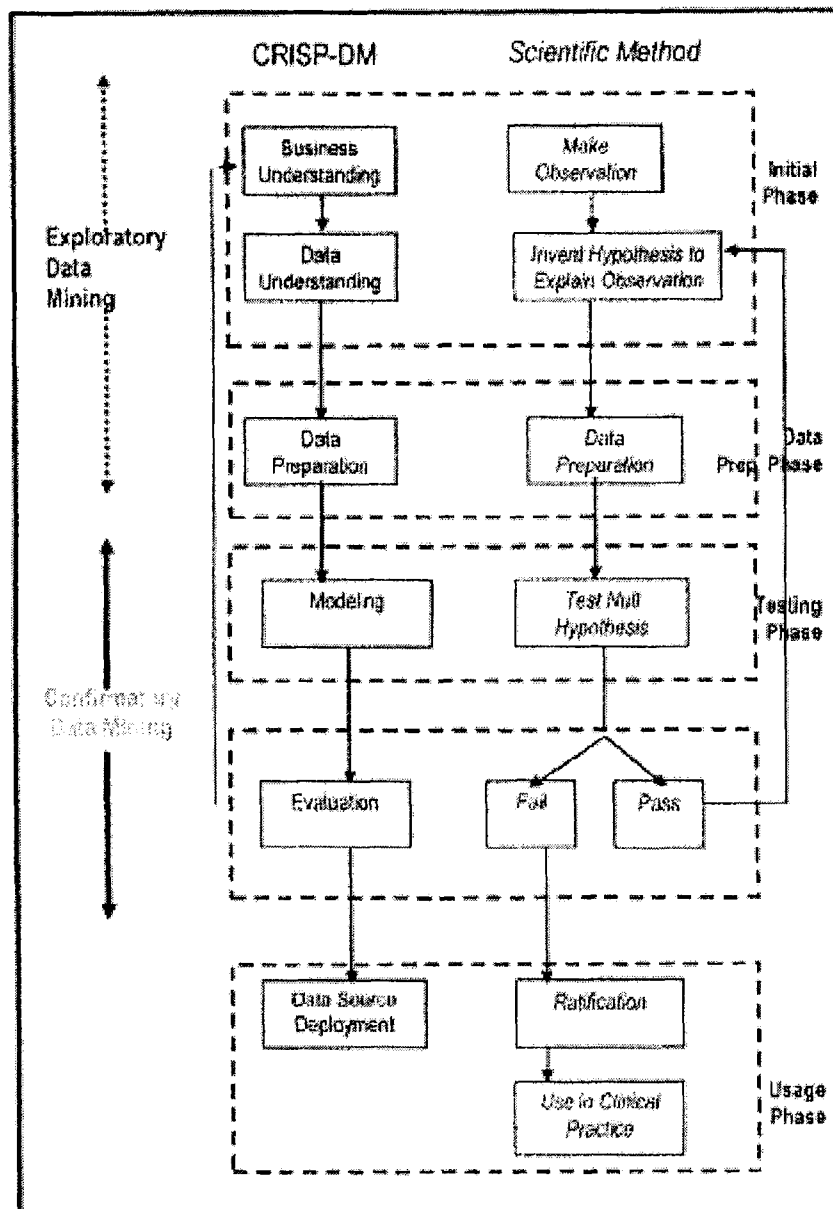 CRISP-DM
Scientific Method
Business
Understanding
Make
Observation
Initial
Phase
Exploratory
Data
Mining
Data
Understanding
Invent Hypothesis to
Explain Observation
Data
Preparation
Data
Preparation
Data
Prep Phase
Modeling
Test Null
Hypothesis
Testing
Phase
Data Mining
Evaluation
Fail
Pass
Data Source
Deployment
Ratification
Use in Clinical
Practice
Usage
Phase